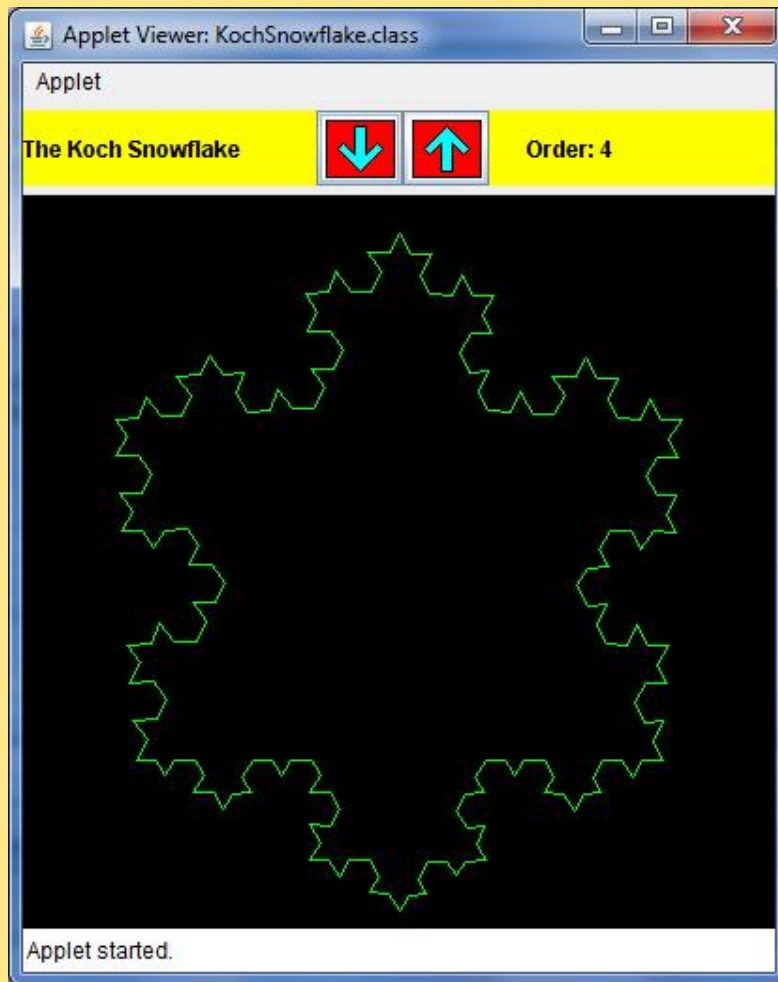 Applet Viewer: KochSnowflake.class
Applet
The Koch Snowflake
Order: 4
Applet started.